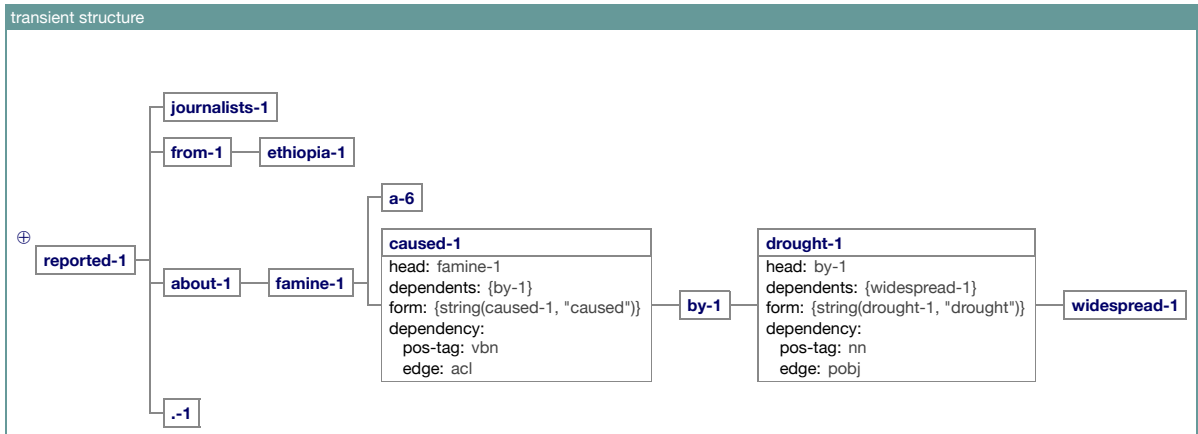 transient structure
journalists-1
from-1
ethiopia-1
a-6
⊕
reported-1
about-1
famine-1
caused-1
head: famine-1
dependents: {by-1}
form: {string(caused-1, "caused")}
dependency:
pos-tag: vbn
edge: acl
by-1
drought-1
head: by-1
dependents: {widespread-1}
form: {string(drought-1, "drought")}
dependency:
pos-tag: nn
edge: pobj
widespread-1
.-1